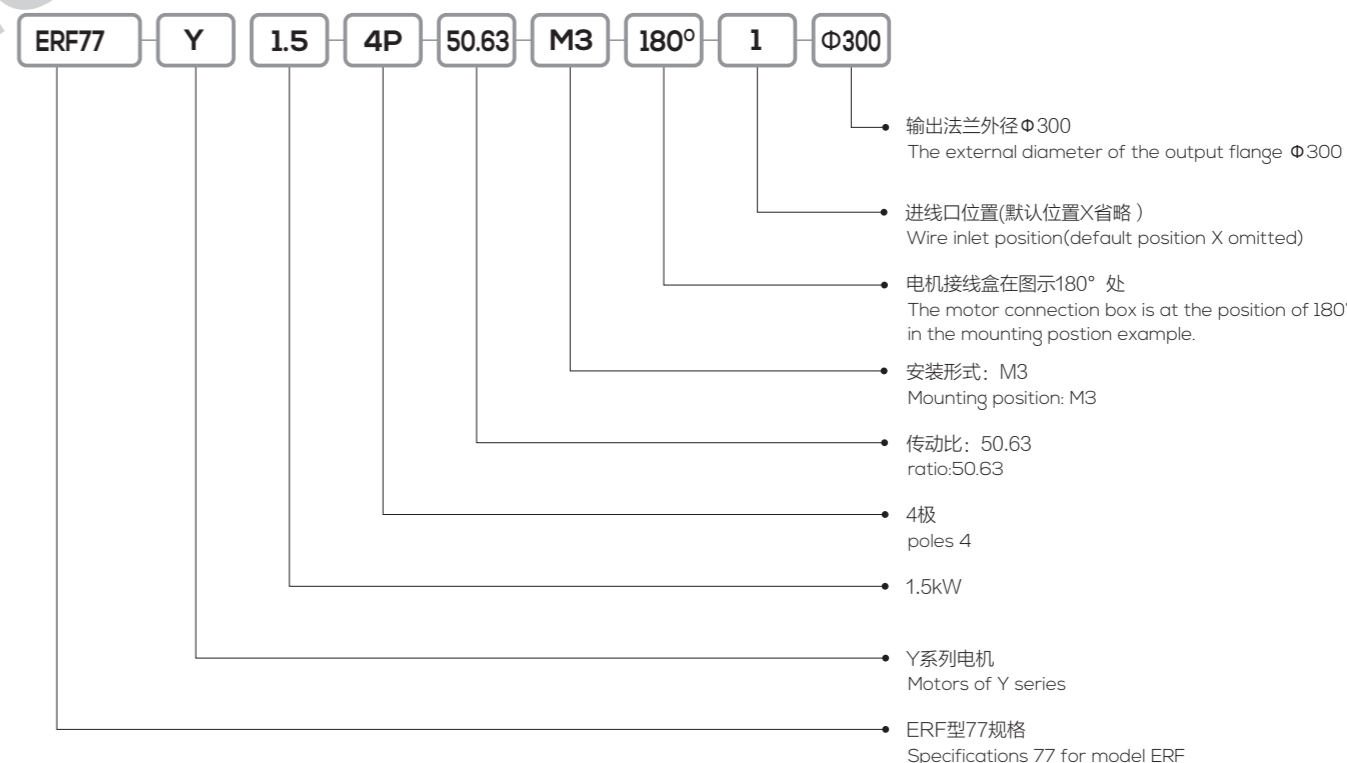 ERF77 Y 1.5 4P 50.63 M3 180° 1 Φ300
输出法兰外径Φ300
The external diameter of the output flange Φ300
进线口位置(默认位置X省略 )
Wire inlet position(default position X omitted)
电机接线盒在图示180° 处
The motor connection box is at the position of 180°
in the mounting postion example.
安装形式：M3
Mounting position: M3
传动比：50.63
ratio:50.63
4极
poles 4
1.5kW
Y系列电机
Motors of Y series
ERF型77规格
Specifications 77 for model ERF